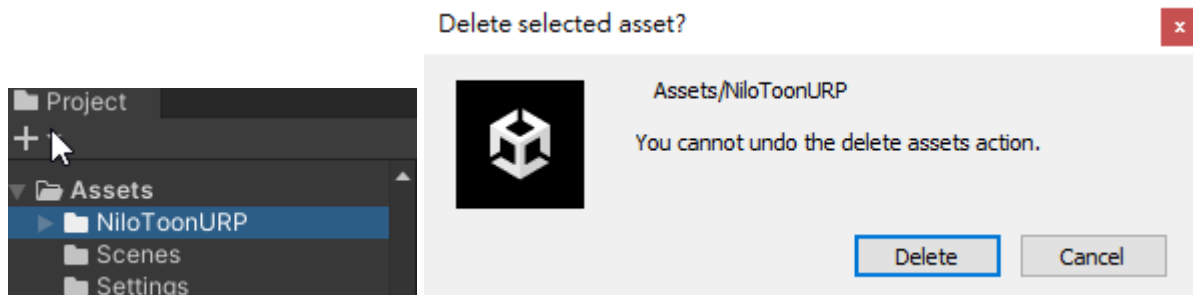 Project
Assets
NiloToonURP
Scenes
Settings
Delete selected asset?
x
Assets/NiloToonURP
You cannot undo the delete assets action.
Delete
Cancel